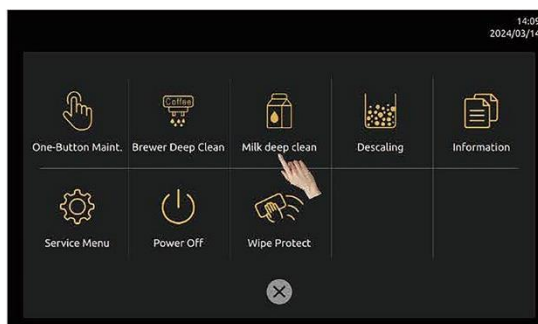 14:09
2024/03/14
Coffee
One-Button Maint. Brewer Deep Clean Milk deep clean Descaling Information
Service Menu Power Off Wipe Protect